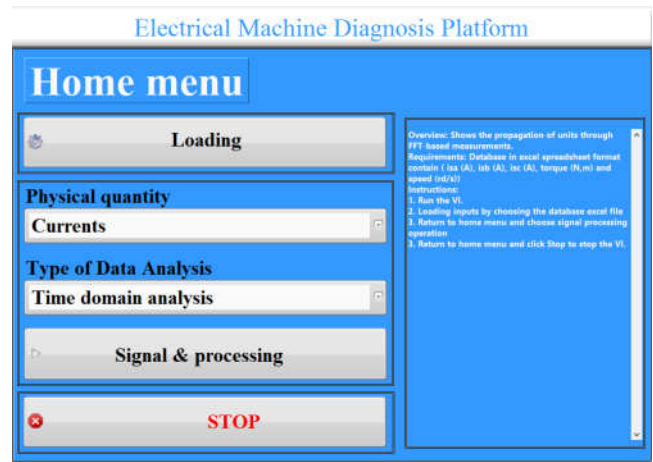 Electrical Machine Diagnosis Platform
Home menu
Loading
Physical quantity
Currents
Type of Data Analysis
Time domain analysis
Signal & processing
STOP
Overview: Shows the propagation of units through
FFT-based measurements.
Requirements: Database in excel spreadsheet format
contain ( isa (A), isb (A), isc (A), torque (N,m) and
speed (rd/s))
Instructions:
1. Run the VI.
2. Loading inputs by choosing the database excel file
3. Return to home menu and choose signal processing
operation
3. Return to home menu and click Stop to stop the VI.